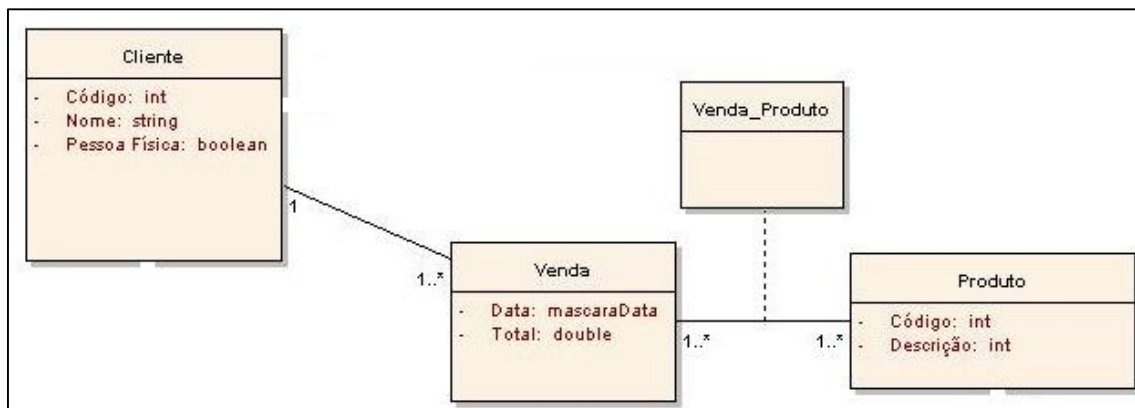 Cliente
- Código: int
- Nome: string
- Pessoa Física: boolean
1
1..*
Venda_Produto
Venda
- Data: mascaraData
- Total: double
1..*
1..*
Produto
- Código: int
- Descrição: int